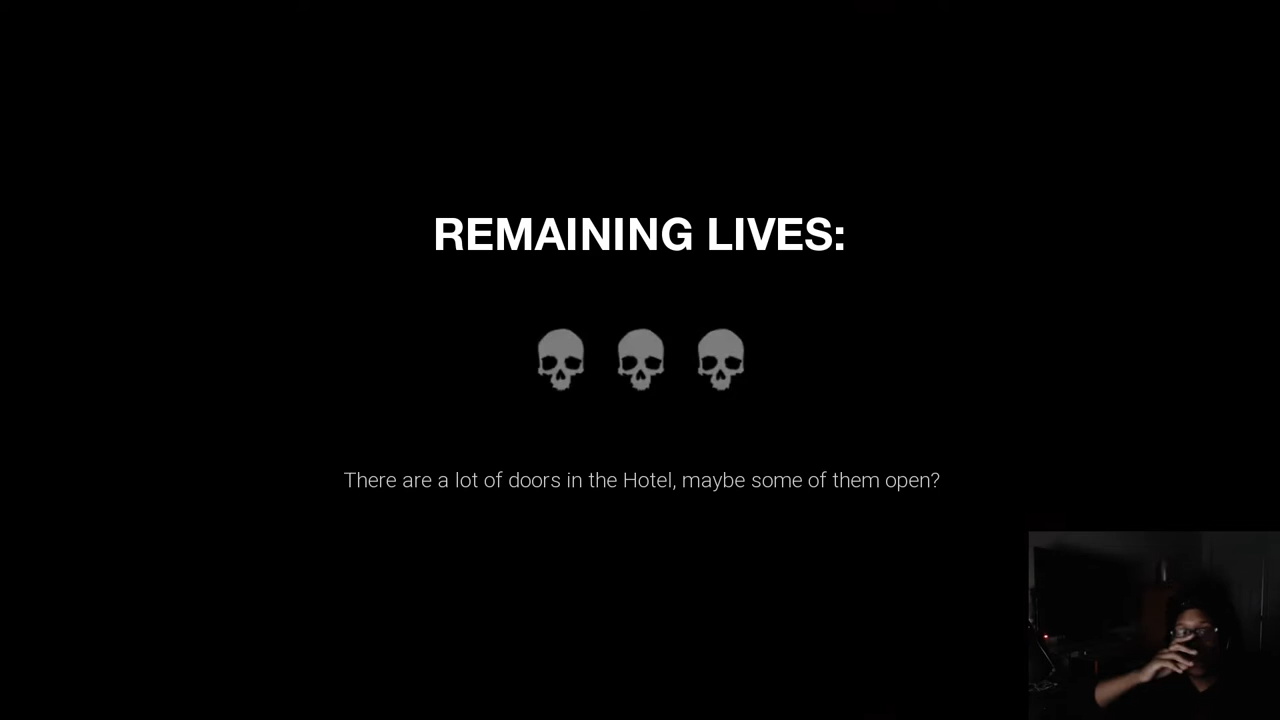 REMAINING LIVES:
There are a lot of doors in the Hotel, maybe some of them open?